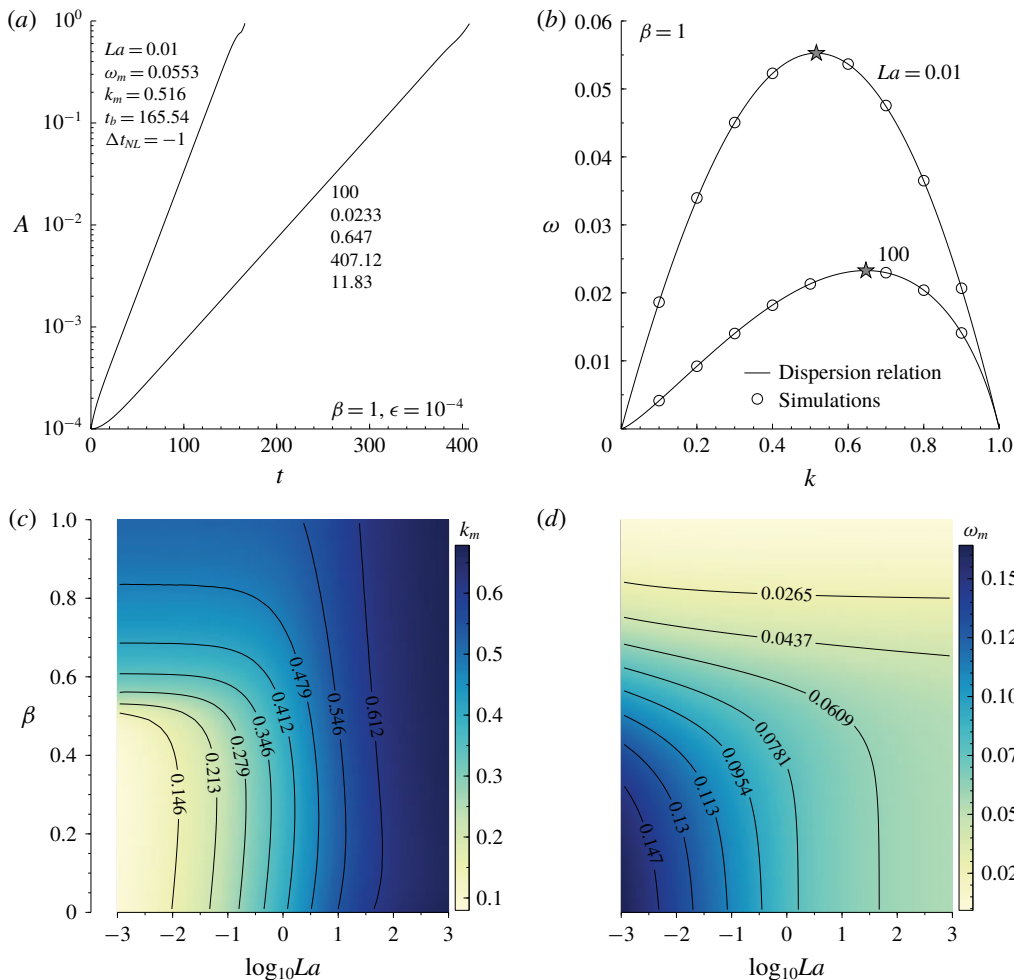 (a)
10⁰
10⁻¹
10⁻²
10⁻³
10⁻⁴
A
La = 0.01
ω_m = 0.0553
k_m = 0.516
t_b = 165.54
Δt_NL = −1
100
0.0233
0.647
407.12
11.83
β = 1, ϵ = 10⁻⁴
0 100 200 300 400
t
(b)
0.06
0.05
0.04
0.03
0.02
0.01
ω
β = 1
La = 0.01
100
Dispersion relation
Simulations
0 0.2 0.4 0.6 0.8 1.0
k
(c)
1.0
0.8
0.6
0.4
0.2
0
β
0.146
0.213
0.279
0.346
0.412
0.479
0.546
0.612
−3 −2 −1 0 1 2 3
log₁₀La
k_m
0.6
0.5
0.4
0.3
0.2
0.1
(d)
0.0265
0.0437
0.0609
0.0781
0.0954
0.113
0.13
0.147
−3 −2 −1 0 1 2 3
log₁₀La
ω_m
0.15
0.12
0.10
0.07
0.05
0.02